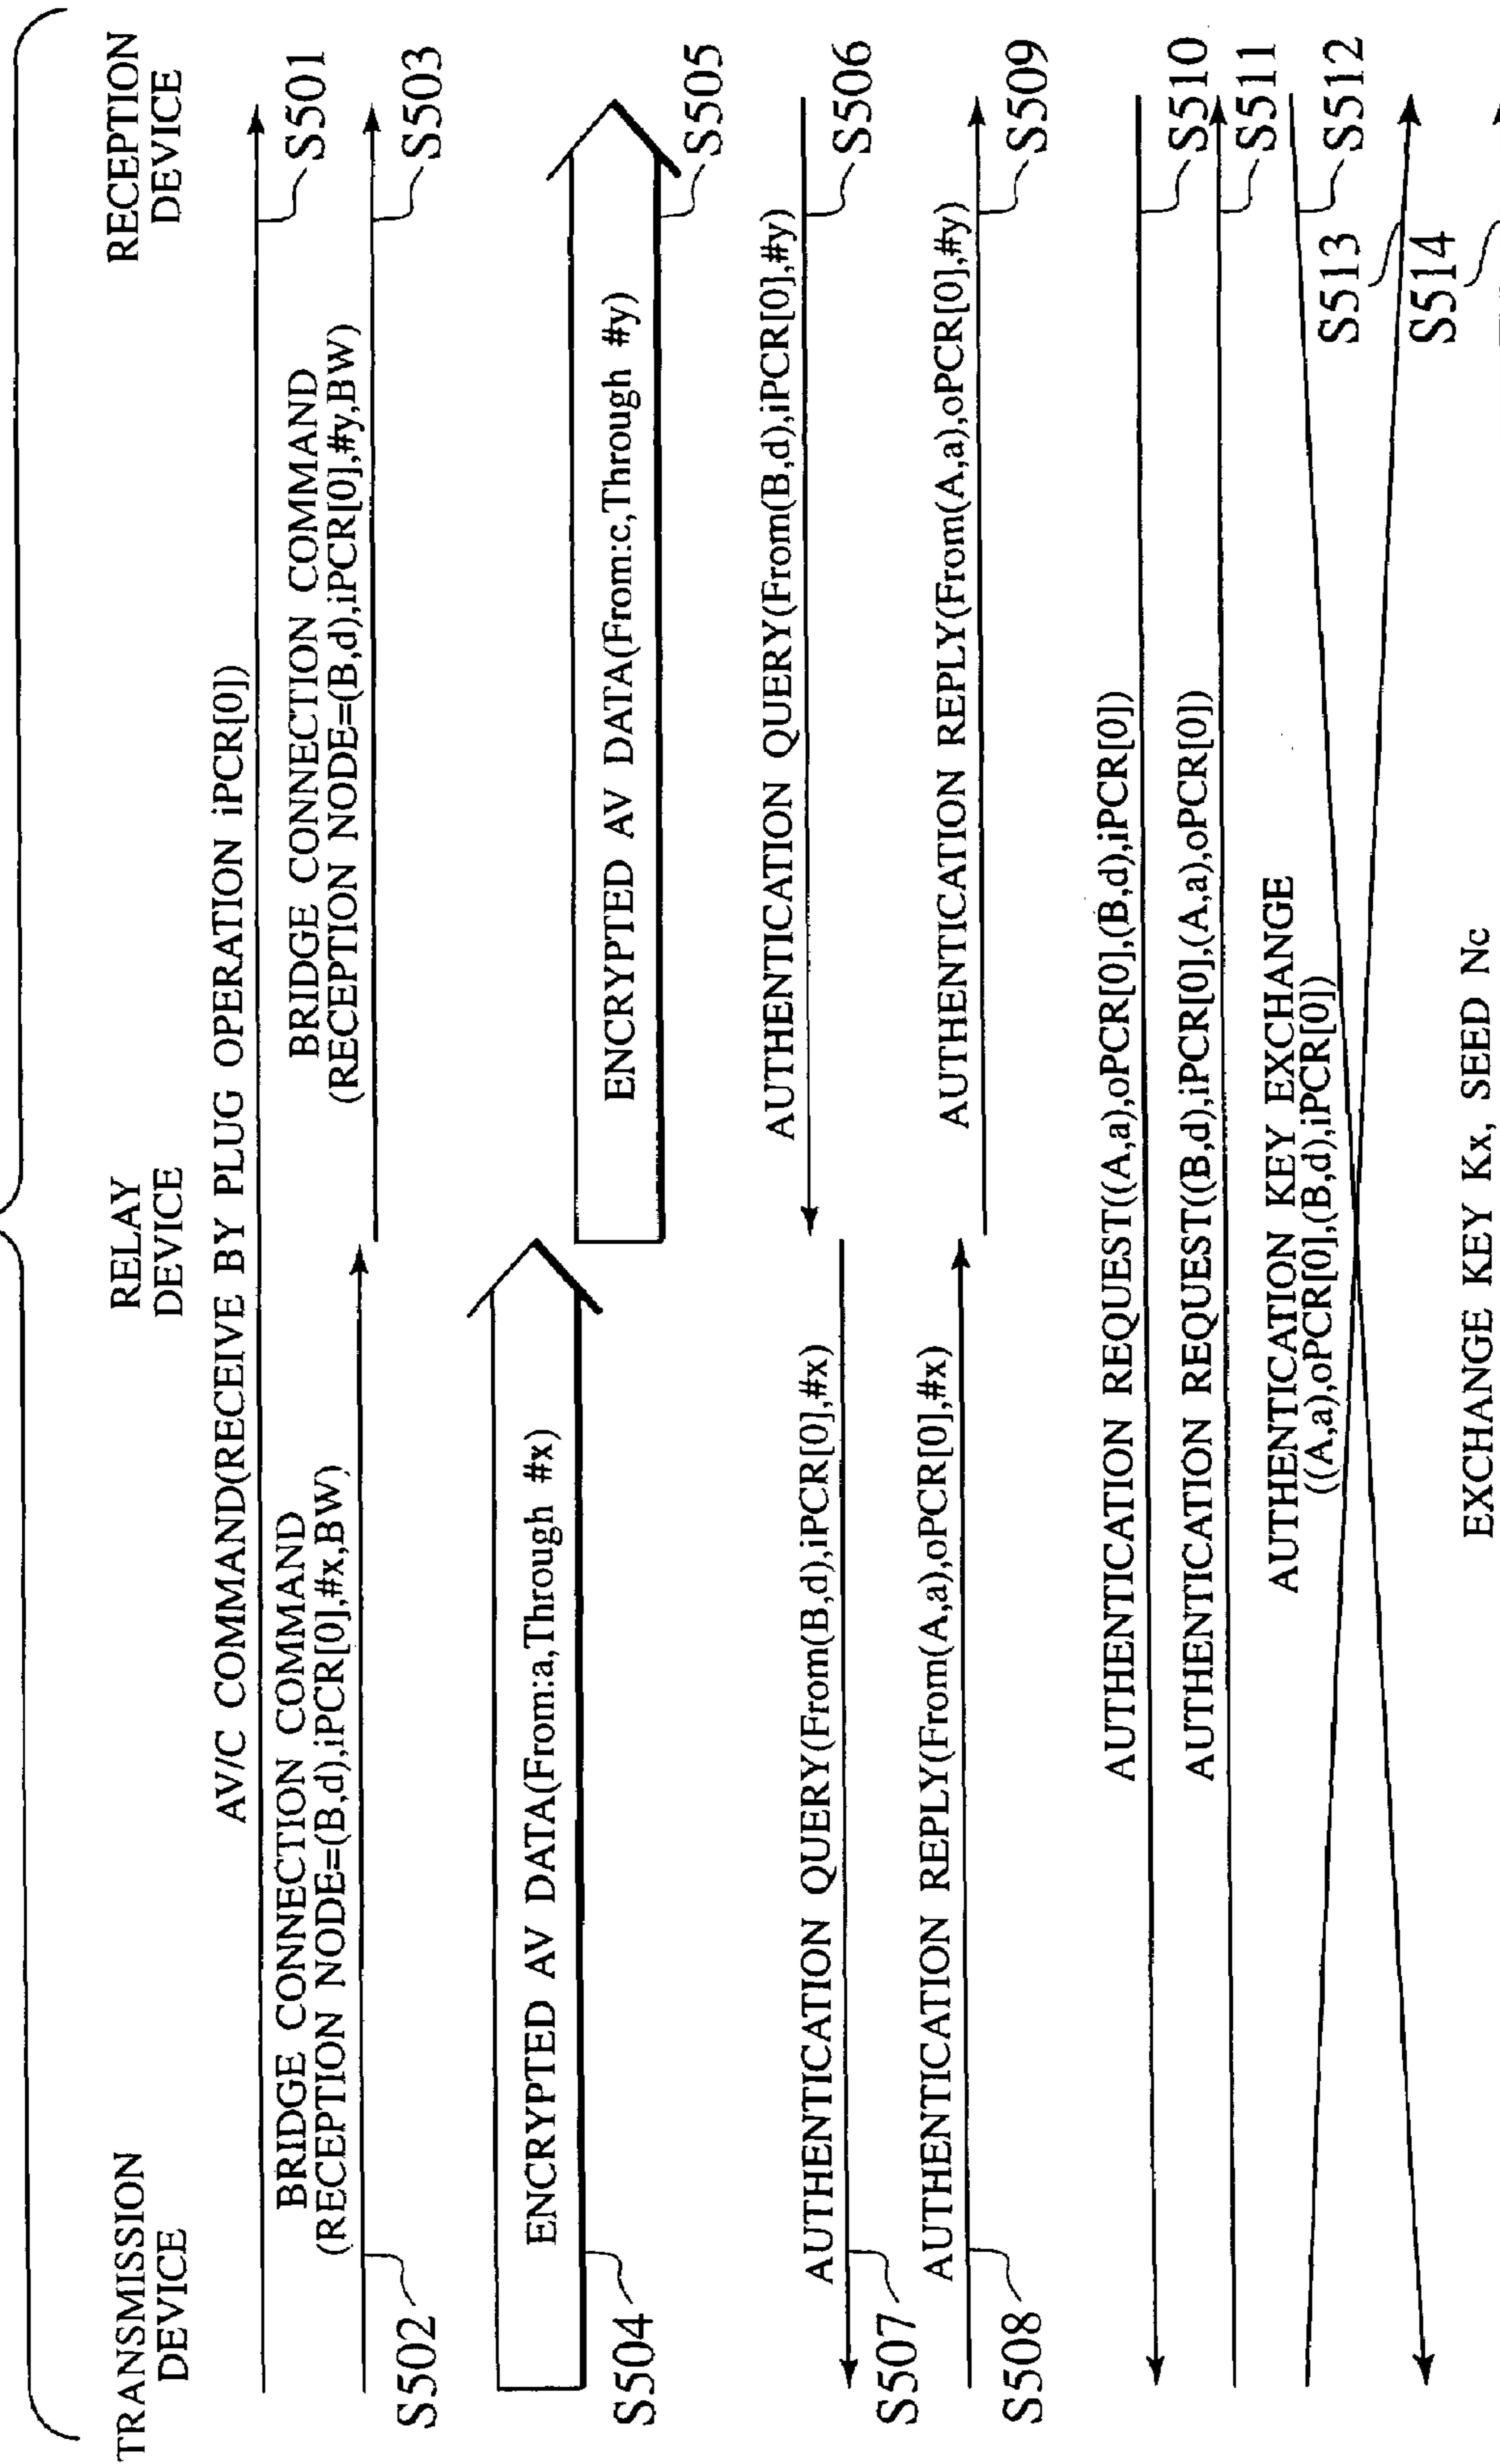 TRANSMISSION
DEVICE
RELAY
DEVICE
RECEPTION
DEVICE
AV/C COMMAND(RECEIVE BY PLUG OPERATION iPCR[0])
S501
BRIDGE CONNECTION COMMAND
(RECEPTION NODE=(B,d),iPCR[0],#x,BW)
S502
BRIDGE CONNECTION COMMAND
(RECEPTION NODE=(B,d),iPCR[0],#y,BW)
S503
ENCRYPTED AV DATA(From:a,Through #x)
S504
ENCRYPTED AV DATA(From:c,Through #y)
S505
AUTHENTICATION QUERY(From(B,d),iPCR[0],#y)
S506
AUTHENTICATION QUERY(From(B,d),iPCR[0],#x)
S507
AUTHENTICATION REPLY(From(A,a),oPCR[0],#x)
S508
AUTHENTICATION REPLY(From(A,a),oPCR[0],#y)
S509
AUTHENTICATION REQUEST((A,a),oPCR[0],(B,d),iPCR[0])
S510
AUTHENTICATION REQUEST((B,d),iPCR[0],(A,a),oPCR[0])
S511
AUTHENTICATION KEY EXCHANGE
((A,a),oPCR[0],(B,d),iPCR[0])
S512
S513
S514
EXCHANGE KEY Kx, SEED Nc